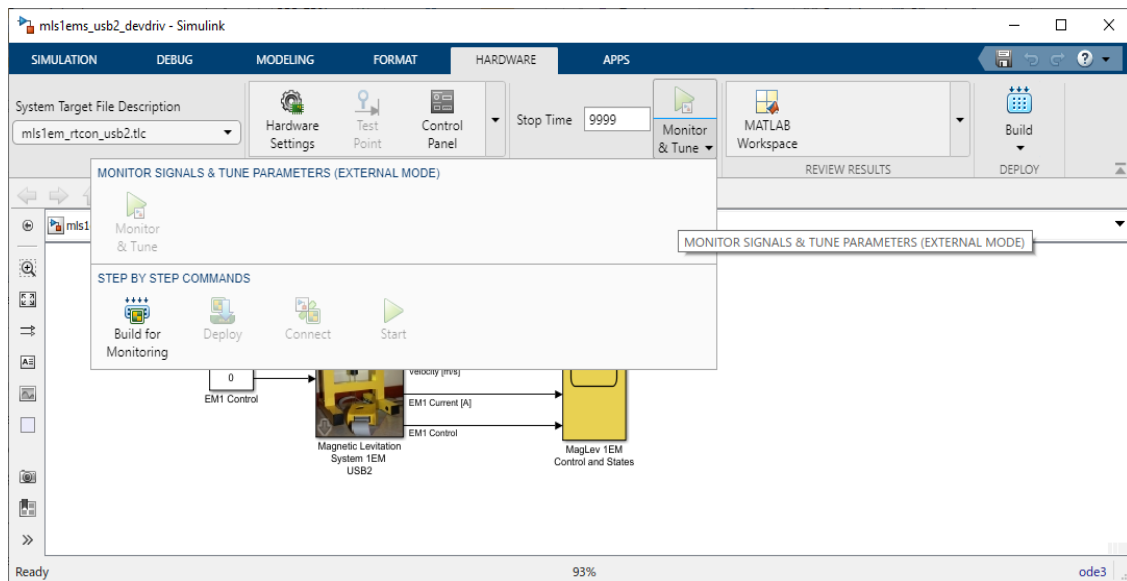 mls1ems_usb2_devdriv - Simulink
SIMULATION DEBUG MODELING FORMAT HARDWARE APPS
?
System Target File Description
mls1em_rtcon_usb2.tlc
Hardware
Settings
Test
Point
Control
Panel
Stop Time 9999
Monitor
& Tune
MATLAB
Workspace
Build
REVIEW RESULTS
DEPLOY
MONITOR SIGNALS & TUNE PARAMETERS (EXTERNAL MODE)
Monitor
& Tune
mls1
MONITOR SIGNALS & TUNE PARAMETERS (EXTERNAL MODE)
STEP BY STEP COMMANDS
Build for
Monitoring
Deploy
Connect
Start
Velocity [m/s]
0
EM1 Control
EM1 Current [A]
EM1 Control
Magnetic Levitation
System 1EM
USB2
MagLev 1EM
Control and States
Ready
93%
ode3